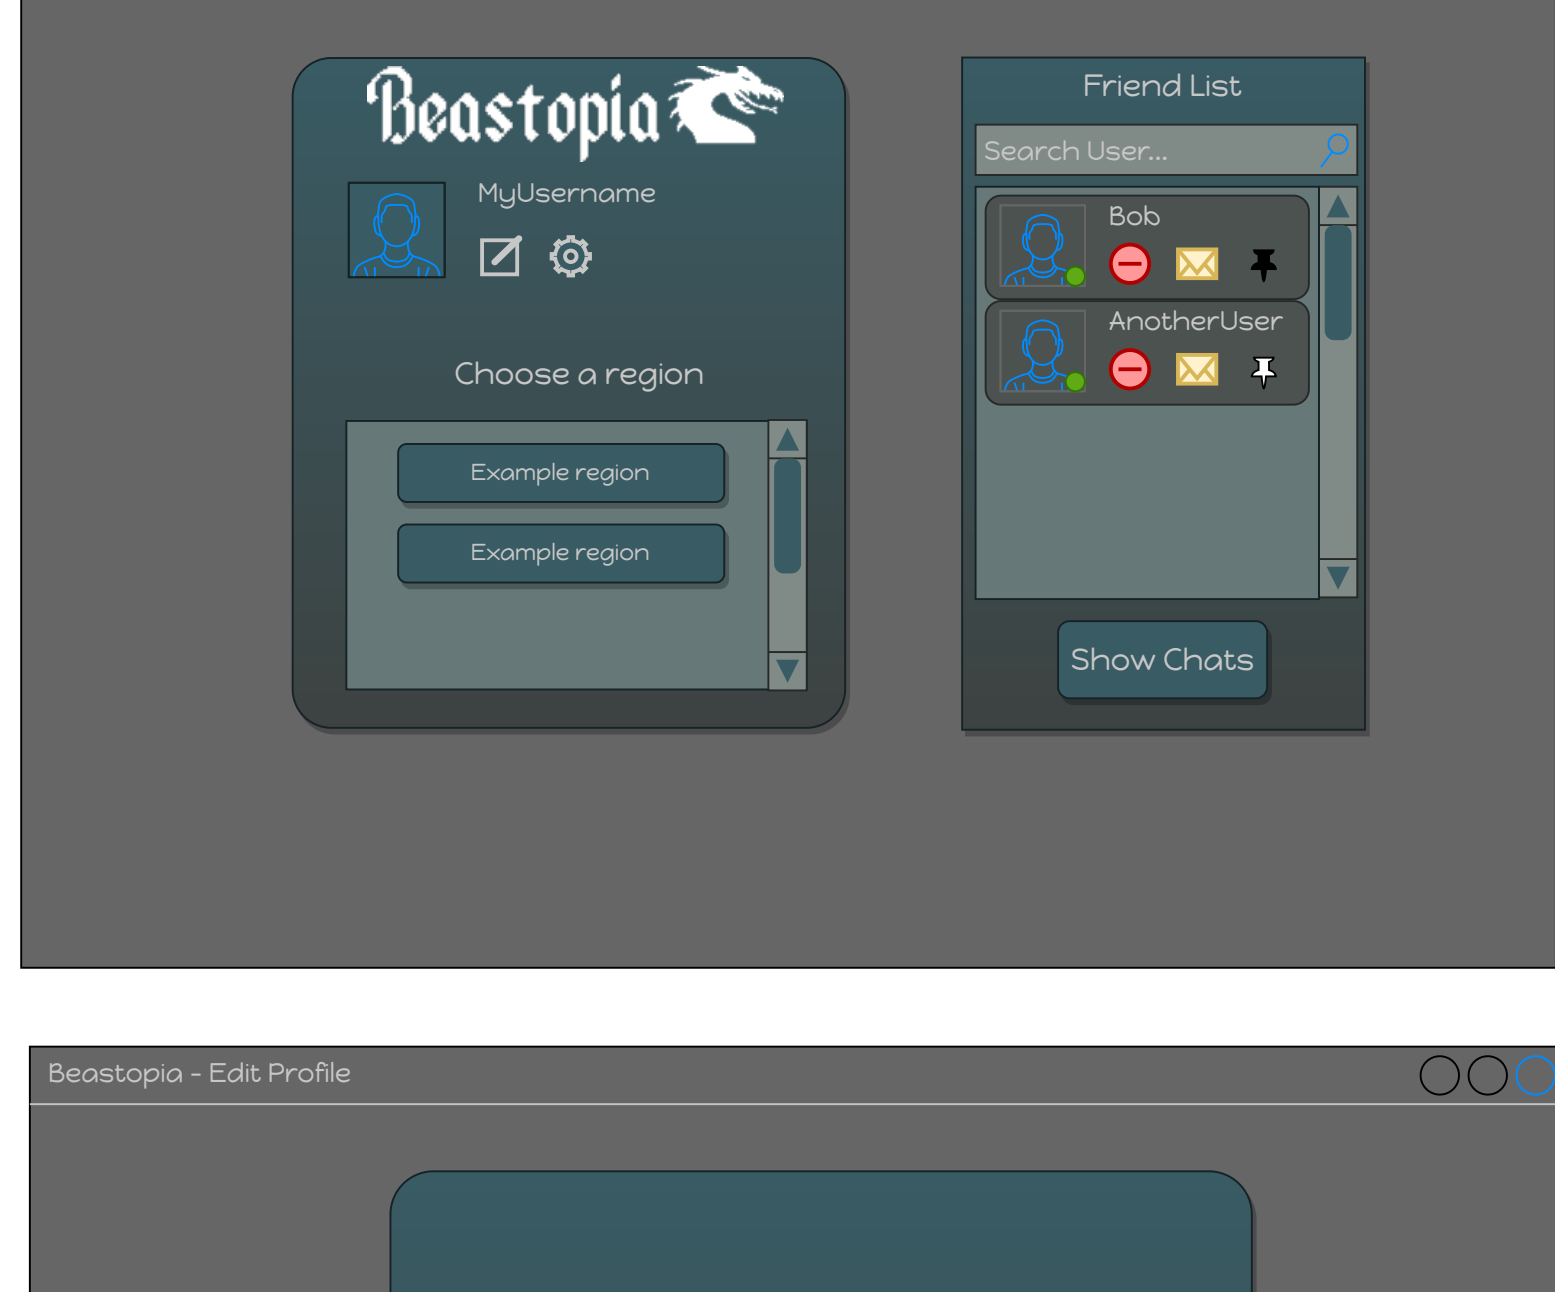 Beastopia
MyUsername
Choose a region
Example region
Example region
Friend List
Search User...
Bob
AnotherUser
Show Chats
Beastopia - Edit Profile